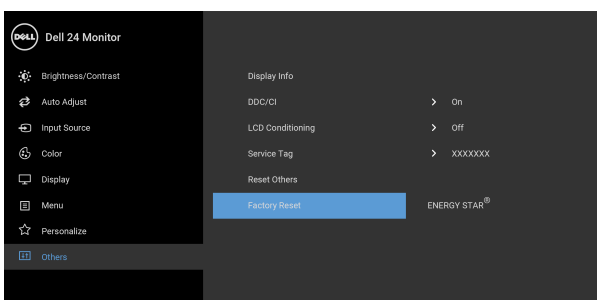 DELL Dell 24 Monitor
Brightness/Contrast
Auto Adjust
Input Source
Color
Display
Menu
Personalize
Others
Display Info
DDC/CI > On
LCD Conditioning > Off
Service Tag > XXXXXXX
Reset Others
Factory Reset ENERGY STAR®